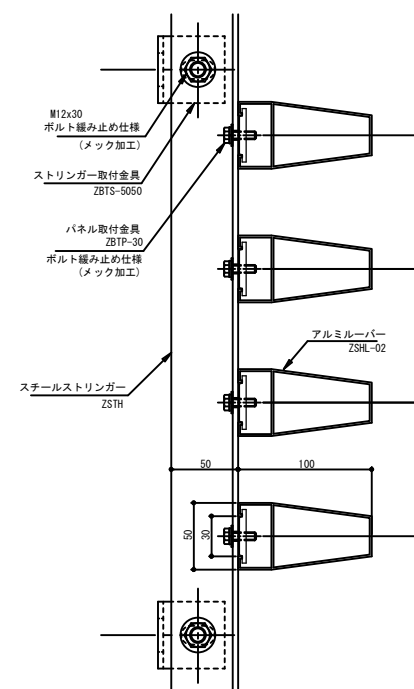 M12x30
ボルト緩み止め仕様
(メック加工)
ストリンガー取付金具
ZBTS-5050
パネル取付金具
ZBTP-30
ボルト緩み止め仕様
(メック加工)
アルミルーバー
ZSHL-02
スチールストリンガー
ZSTH
50
100
50
30